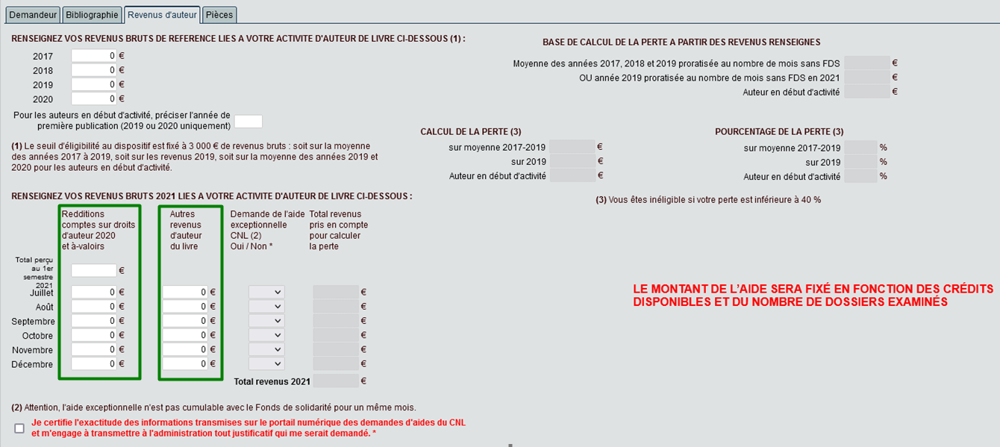 Demandeur Bibliographie Revenus d'auteur Pièces
RENSEIGNEZ VOS REVENUS BRUTS DE REFERENCE LIES A VOTRE ACTIVITE D'AUTEUR DE LIVRE CI-DESSOUS (1) :
2017 0 €
2018 0 €
2019 0 €
2020 0 €
Pour les auteurs en début d'activité, préciser l'année de
première publication (2019 ou 2020 uniquement)
(1) Le seuil d'éligibilité au dispositif est fixé à 3 000 € de revenus bruts : soit sur la moyenne
des années 2017 à 2019, soit sur les revenus 2019, soit sur la moyenne des années 2019 et
2020 pour les auteurs en début d'activité.
BASE DE CALCUL DE LA PERTE A PARTIR DES REVENUS RENSEIGNES
Moyenne des années 2017, 2018 et 2019 proratisée au nombre de mois sans FDS €
OU année 2019 proratisée au nombre de mois sans FDS en 2021 €
Auteur en début d'activité €
CALCUL DE LA PERTE (3)
sur moyenne 2017-2019 €
sur 2019 €
Auteur en début d'activité €
POURCENTAGE DE LA PERTE (3)
sur moyenne 2017-2019 %
sur 2019 %
Auteur en début d'activité %
(3) Vous êtes inéligible si votre perte est inférieure à 40 %
RENSEIGNEZ VOS REVENUS BRUTS 2021 LIES A VOTRE ACTIVITE D'AUTEUR DE LIVRE CI-DESSOUS :
Redditions
comptes sur droits
d'auteur 2020
et à-valoirs
Autres
revenus
d'auteur
du livre
Demande de l'aide
exceptionnelle
CNL (2)
Oui / Non *
Total revenus
pris en compte
pour calculer
la perte
Total perçu
au 1er
semestre
2021
€
Juillet 0 € 0 € €
Août 0 € 0 € €
Septembre 0 € 0 € €
Octobre 0 € 0 € €
Novembre 0 € 0 € €
Décembre 0 € 0 € €
Total revenus 2021 €
LE MONTANT DE L'AIDE SERA FIXÉ EN FONCTION DES CRÉDITS
DISPONIBLES ET DU NOMBRE DE DOSSIERS EXAMINÉS
(2) Attention, l'aide exceptionnelle n'est pas cumulable avec le Fonds de solidarité pour un même mois.
Je certifie l'exactitude des informations transmises sur le portail numérique des demandes d'aides du CNL
et m'engage à transmettre à l'administration tout justificatif qui me serait demandé. *